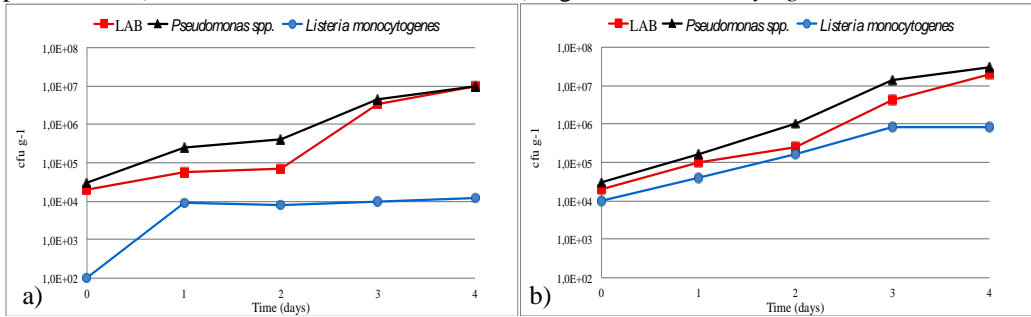 LAB Pseudomonas spp. Listeria monocytogenes
1,0E+08
1,0E+07
1,0E+06
1,0E+05
1,0E+04
1,0E+03
1,0E+02
cfu g-1
0 1 2 3 4
Time (days)
a)
LAB Pseudomonas spp. Listeria monocytogenes
1,0E+08
1,0E+07
1,0E+06
1,0E+05
1,0E+04
1,0E+03
1,0E+02
cfu g-1
0 1 2 3 4
Time (days)
b)